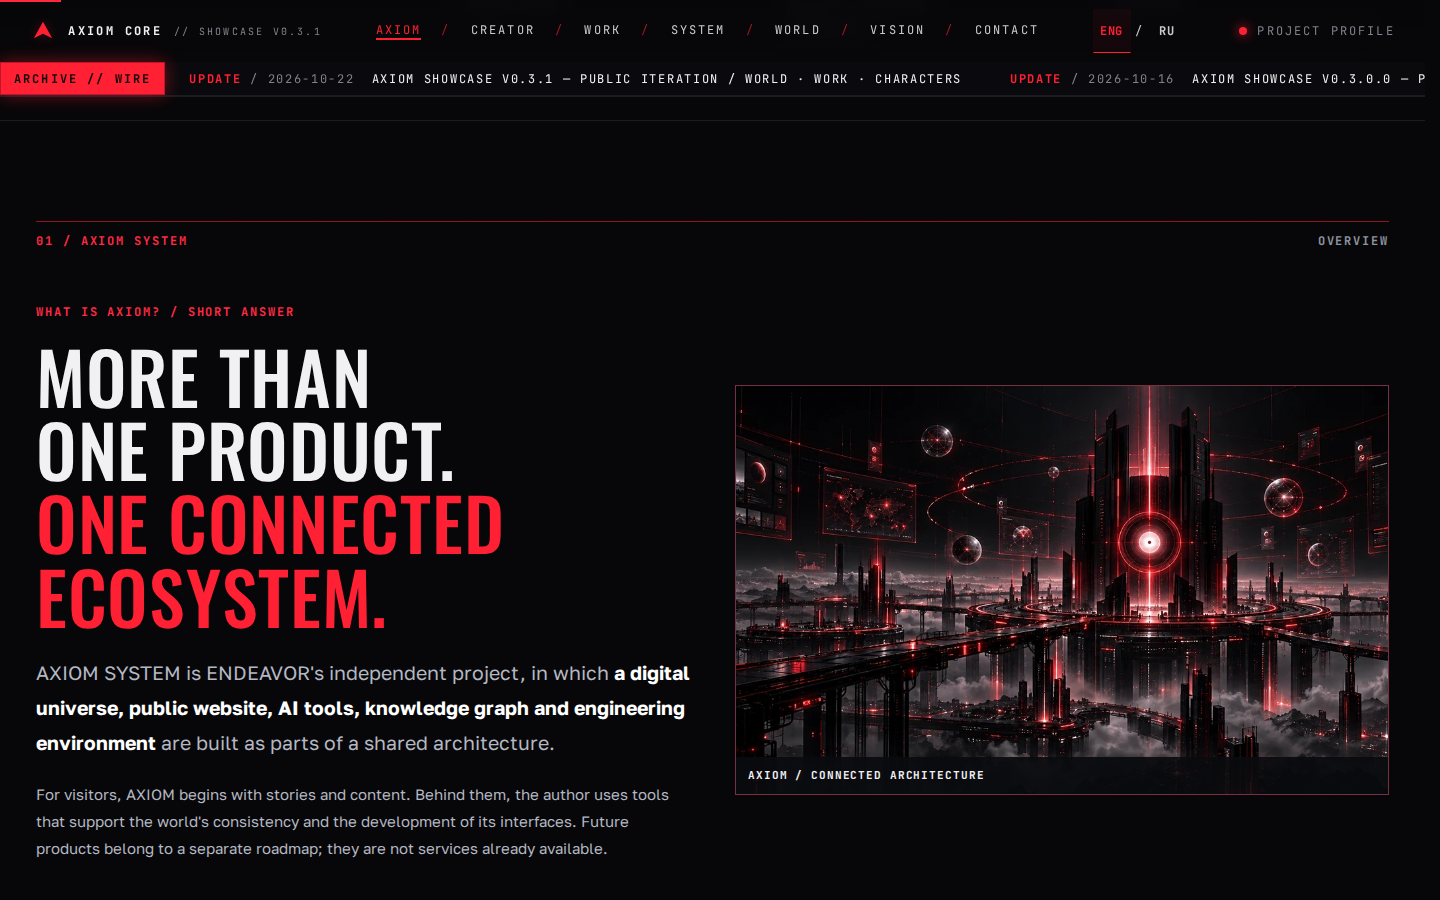 AXIOM CORE // SHOWCASE V0.3.1
AXIOM / CREATOR / WORK / SYSTEM / WORLD / VISION / CONTACT
ENG / RU
PROJECT PROFILE
ARCHIVE // WIRE
UPDATE / 2026-10-22 AXIOM SHOWCASE V0.3.1 — PUBLIC ITERATION / WORLD · WORK · CHARACTERS
UPDATE / 2026-10-16 AXIOM SHOWCASE V0.3.0.0 — P
01 / AXIOM SYSTEM
OVERVIEW
WHAT IS AXIOM? / SHORT ANSWER
MORE THAN
ONE PRODUCT.
ONE CONNECTED
ECOSYSTEM.
AXIOM SYSTEM is ENDEAVOR's independent project, in which a digital
universe, public website, AI tools, knowledge graph and engineering
environment are built as parts of a shared architecture.
For visitors, AXIOM begins with stories and content. Behind them, the author uses tools
that support the world's consistency and the development of its interfaces. Future
products belong to a separate roadmap; they are not services already available.
AXIOM / CONNECTED ARCHITECTURE